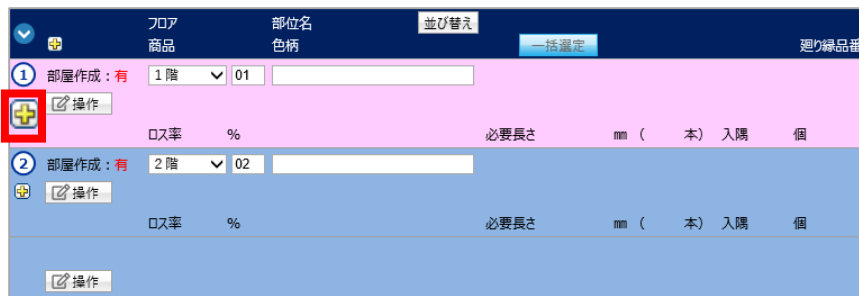 フロア 部位名 並び替え
商品 色柄 一括選定 廻り縁品番
① 部屋作成：有 1階 01
操作
ロス率 % 必要長さ mm ( 本) 入隅 個
② 部屋作成：有 2階 02
操作
ロス率 % 必要長さ mm ( 本) 入隅 個
操作